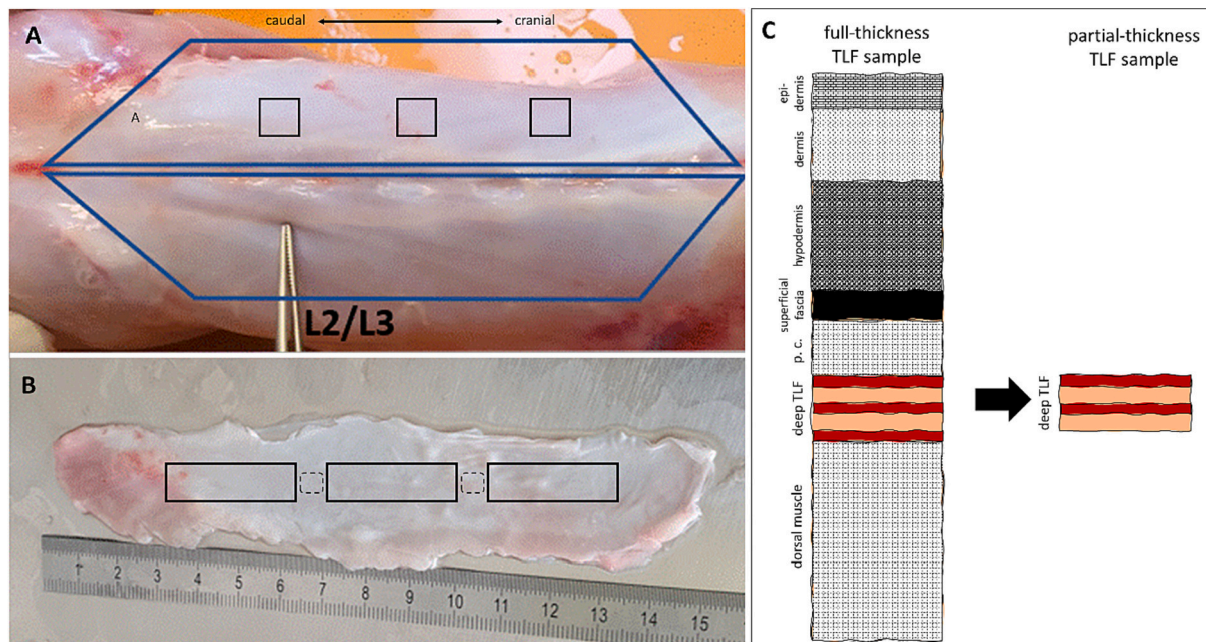 A
caudal
cranial
A
L2/L3
B
1 2 3 4 5 6 7 8 9 10 11 12 13 14 15
C
full-thickness
TLF sample
partial-thickness
TLF sample
epi-
dermis
dermis
hypodermis
superficial
fascia
p. c.
deep TLF
dorsal muscle
deep TLF